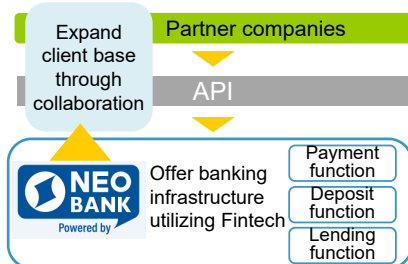 Expand
client base
through
collaboration
Partner companies
API
NEO
BANK
Powered by
Offer banking
infrastructure
utilizing Fintech
Payment
function
Deposit
function
Lending
function